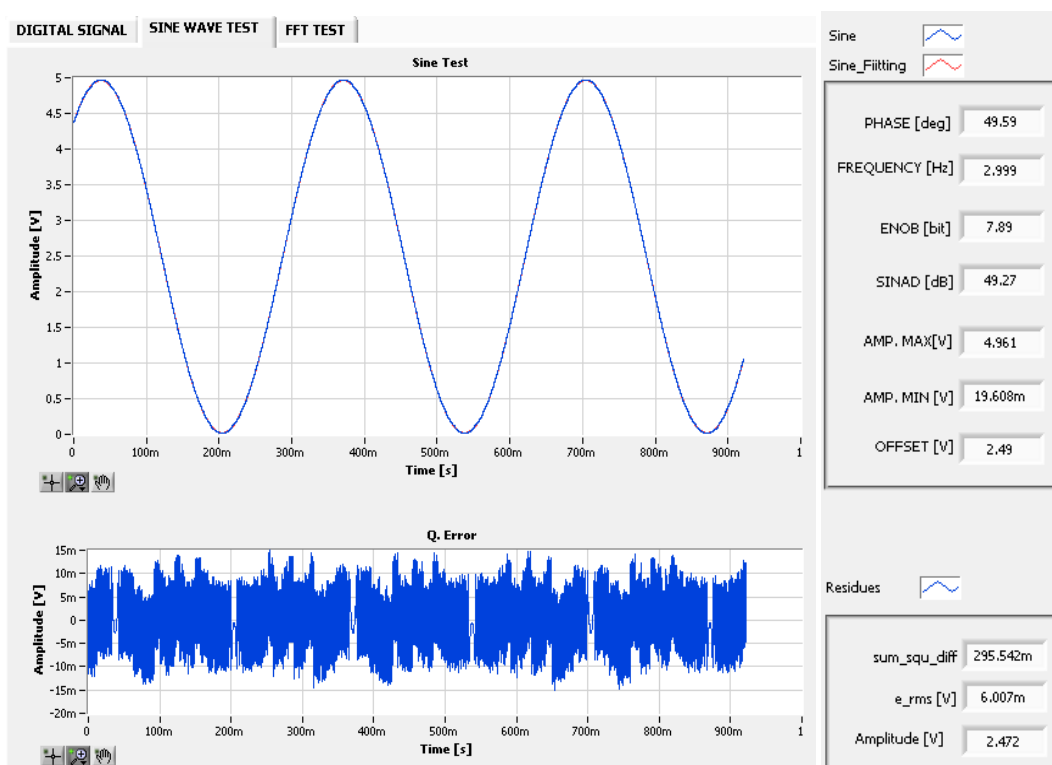 DIGITAL SIGNAL SINE WAVE TEST FFT TEST
Sine Test
Amplitude [V]
5
4.5
4
3.5
3
2.5
2
1.5
1
0.5
0
0 100m 200m 300m 400m 500m 600m 700m 800m 900m 1
Time [s]
Q. Error
Amplitude [V]
15m
10m
5m
0
-5m
-10m
-15m
-20m
0 100m 200m 300m 400m 500m 600m 700m 800m 900m 1
Time [s]
Sine
Sine_Fiitting
PHASE [deg] 49.59
FREQUENCY [Hz] 2.999
ENOB [bit] 7.89
SINAD [dB] 49.27
AMP. MAX[V] 4.961
AMP. MIN [V] 19.608m
OFFSET [V] 2.49
Residues
sum_squ_diff 295.542m
e_rms [V] 6.007m
Amplitude [V] 2.472